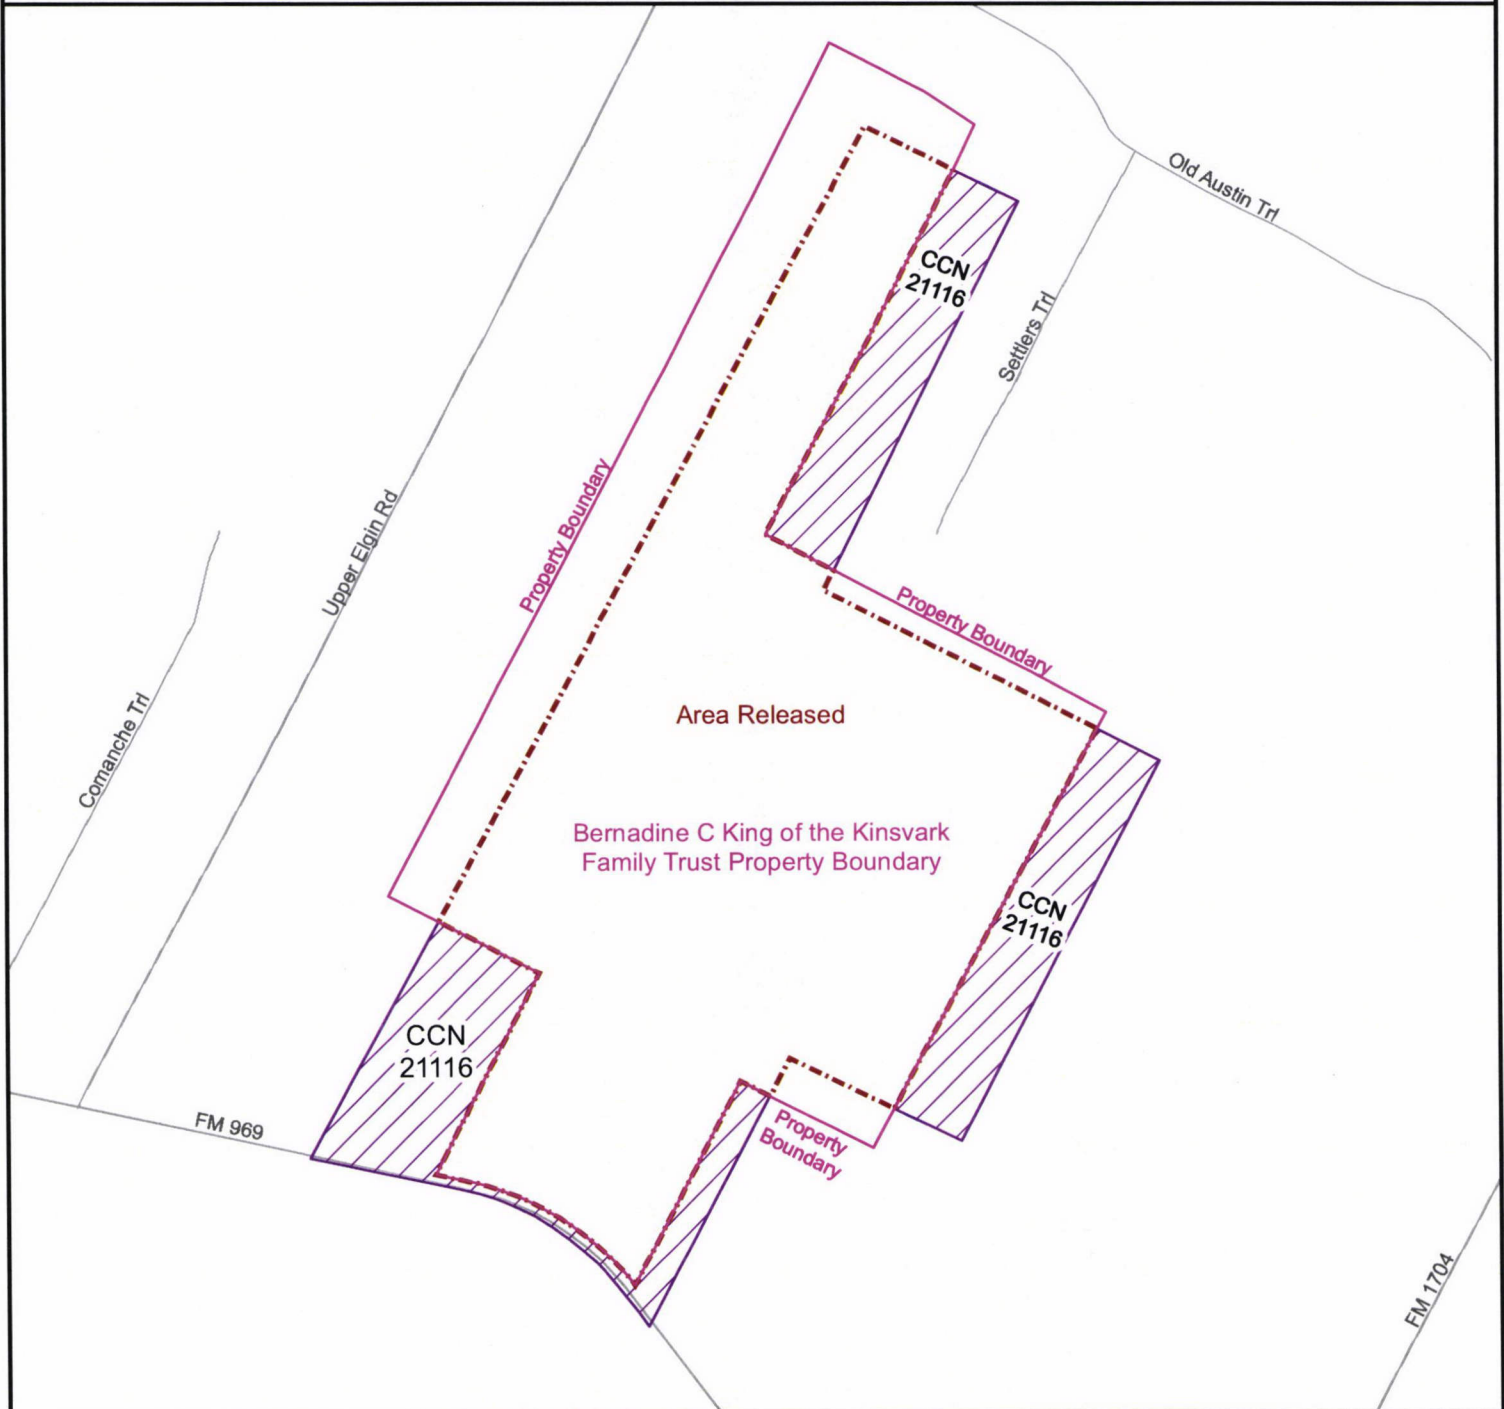 Old Austin Trl
CCN
21116
Settlers Trl
Property Boundary
Upper Elgin Rd
Property Boundary
Comanche Trl
Area Released
Bernadine C King of the Kinsvark
Family Trust Property Boundary
CCN
21116
CCN
21116
FM 969
Property
Boundary
FM 1704